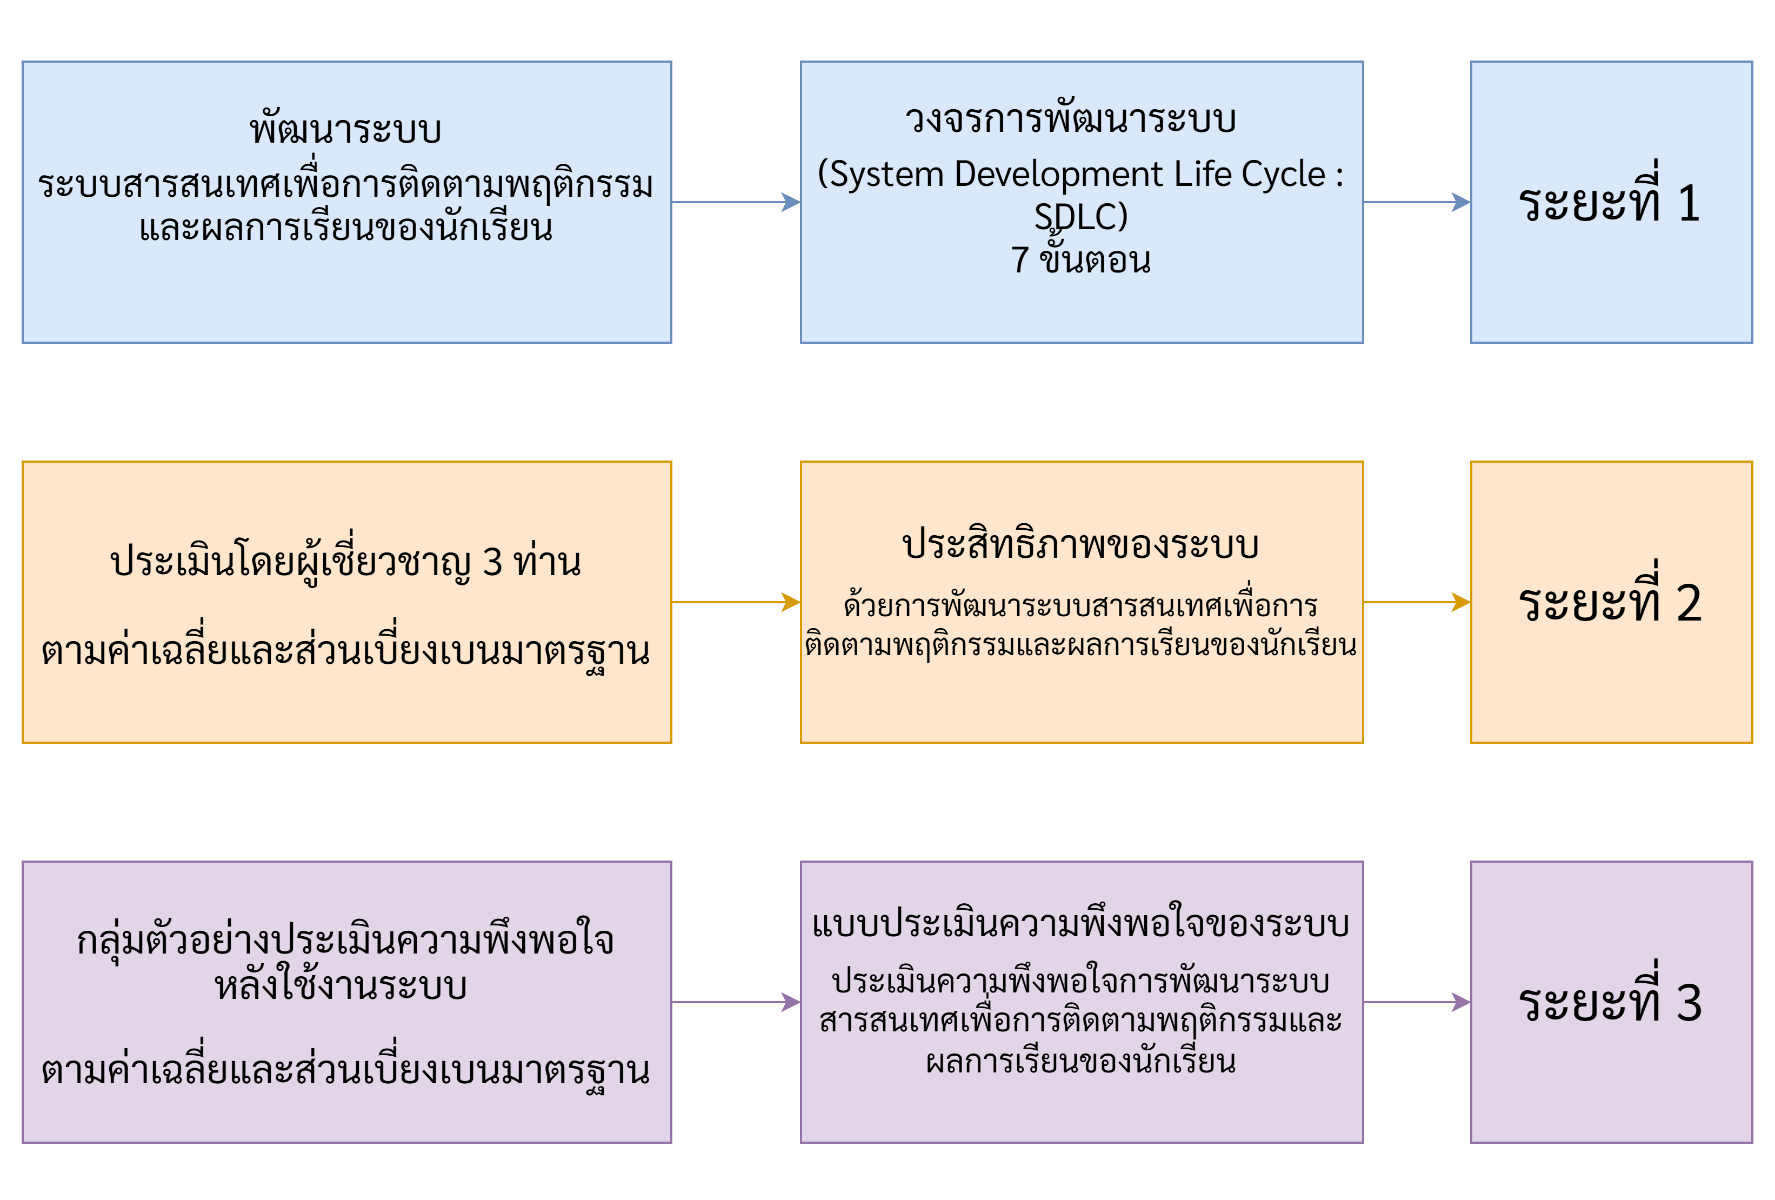 พัฒนาระบบ
ระบบสารสนเทศเพื่อการติดตามพฤติกรรม
และผลการเรียนของนักเรียน
วงจรการพัฒนาระบบ
(System Development Life Cycle :
SDLC)
7 ขั้นตอน
ระยะที่ 1
ประเมินโดยผู้เชี่ยวชาญ 3 ท่าน
ตามค่าเฉลี่ยและส่วนเบี่ยงเบนมาตรฐาน
ประสิทธิภาพของระบบ
ด้วยการพัฒนาระบบสารสนเทศเพื่อการ
ติดตามพฤติกรรมและผลการเรียนของนักเรียน
ระยะที่ 2
กลุ่มตัวอย่างประเมินความพึงพอใจ
หลังใช้งานระบบ
ตามค่าเฉลี่ยและส่วนเบี่ยงเบนมาตรฐาน
แบบประเมินความพึงพอใจของระบบ
ประเมินความพึงพอใจการพัฒนาระบบ
สารสนเทศเพื่อการติดตามพฤติกรรมและ
ผลการเรียนของนักเรียน
ระยะที่ 3